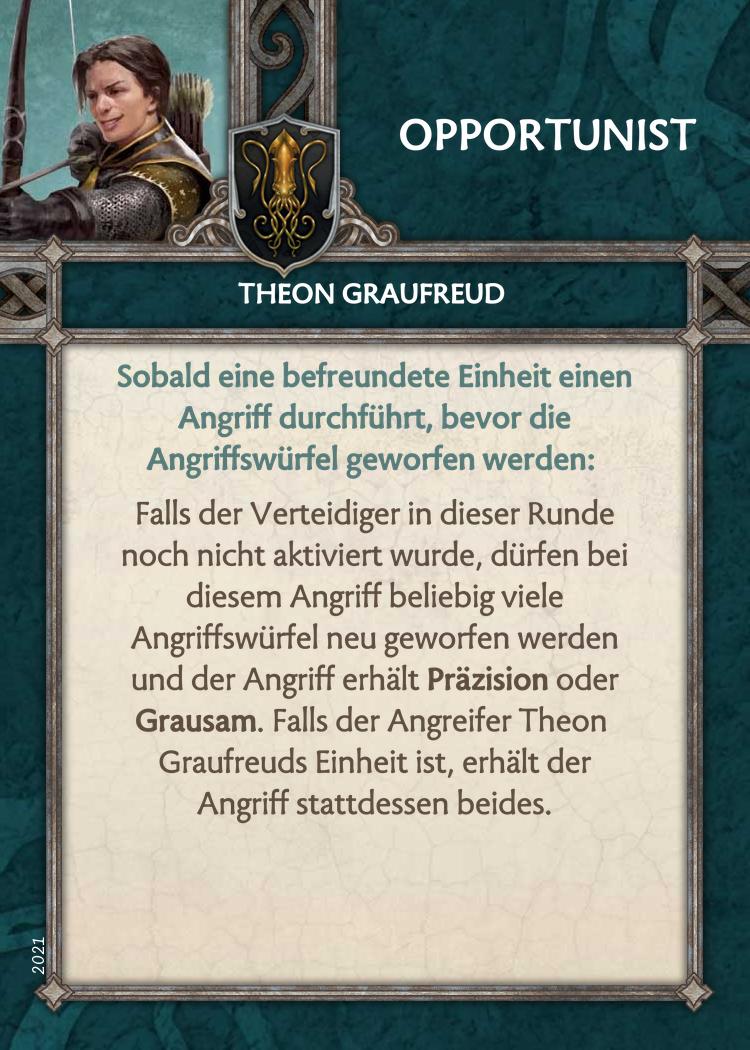 OPPORTUNIST
THEON GRAUFREUD
Sobald eine befreundete Einheit einen
Angriff durchführt, bevor die
Angriffswürfel geworfen werden:
Falls der Verteidiger in dieser Runde
noch nicht aktiviert wurde, dürfen bei
diesem Angriff beliebig viele
Angriffswürfel neu geworfen werden
und der Angriff erhält Präzision oder
Grausam. Falls der Angreifer Theon
Graufreuds Einheit ist, erhält der
Angriff stattdessen beides.
2021